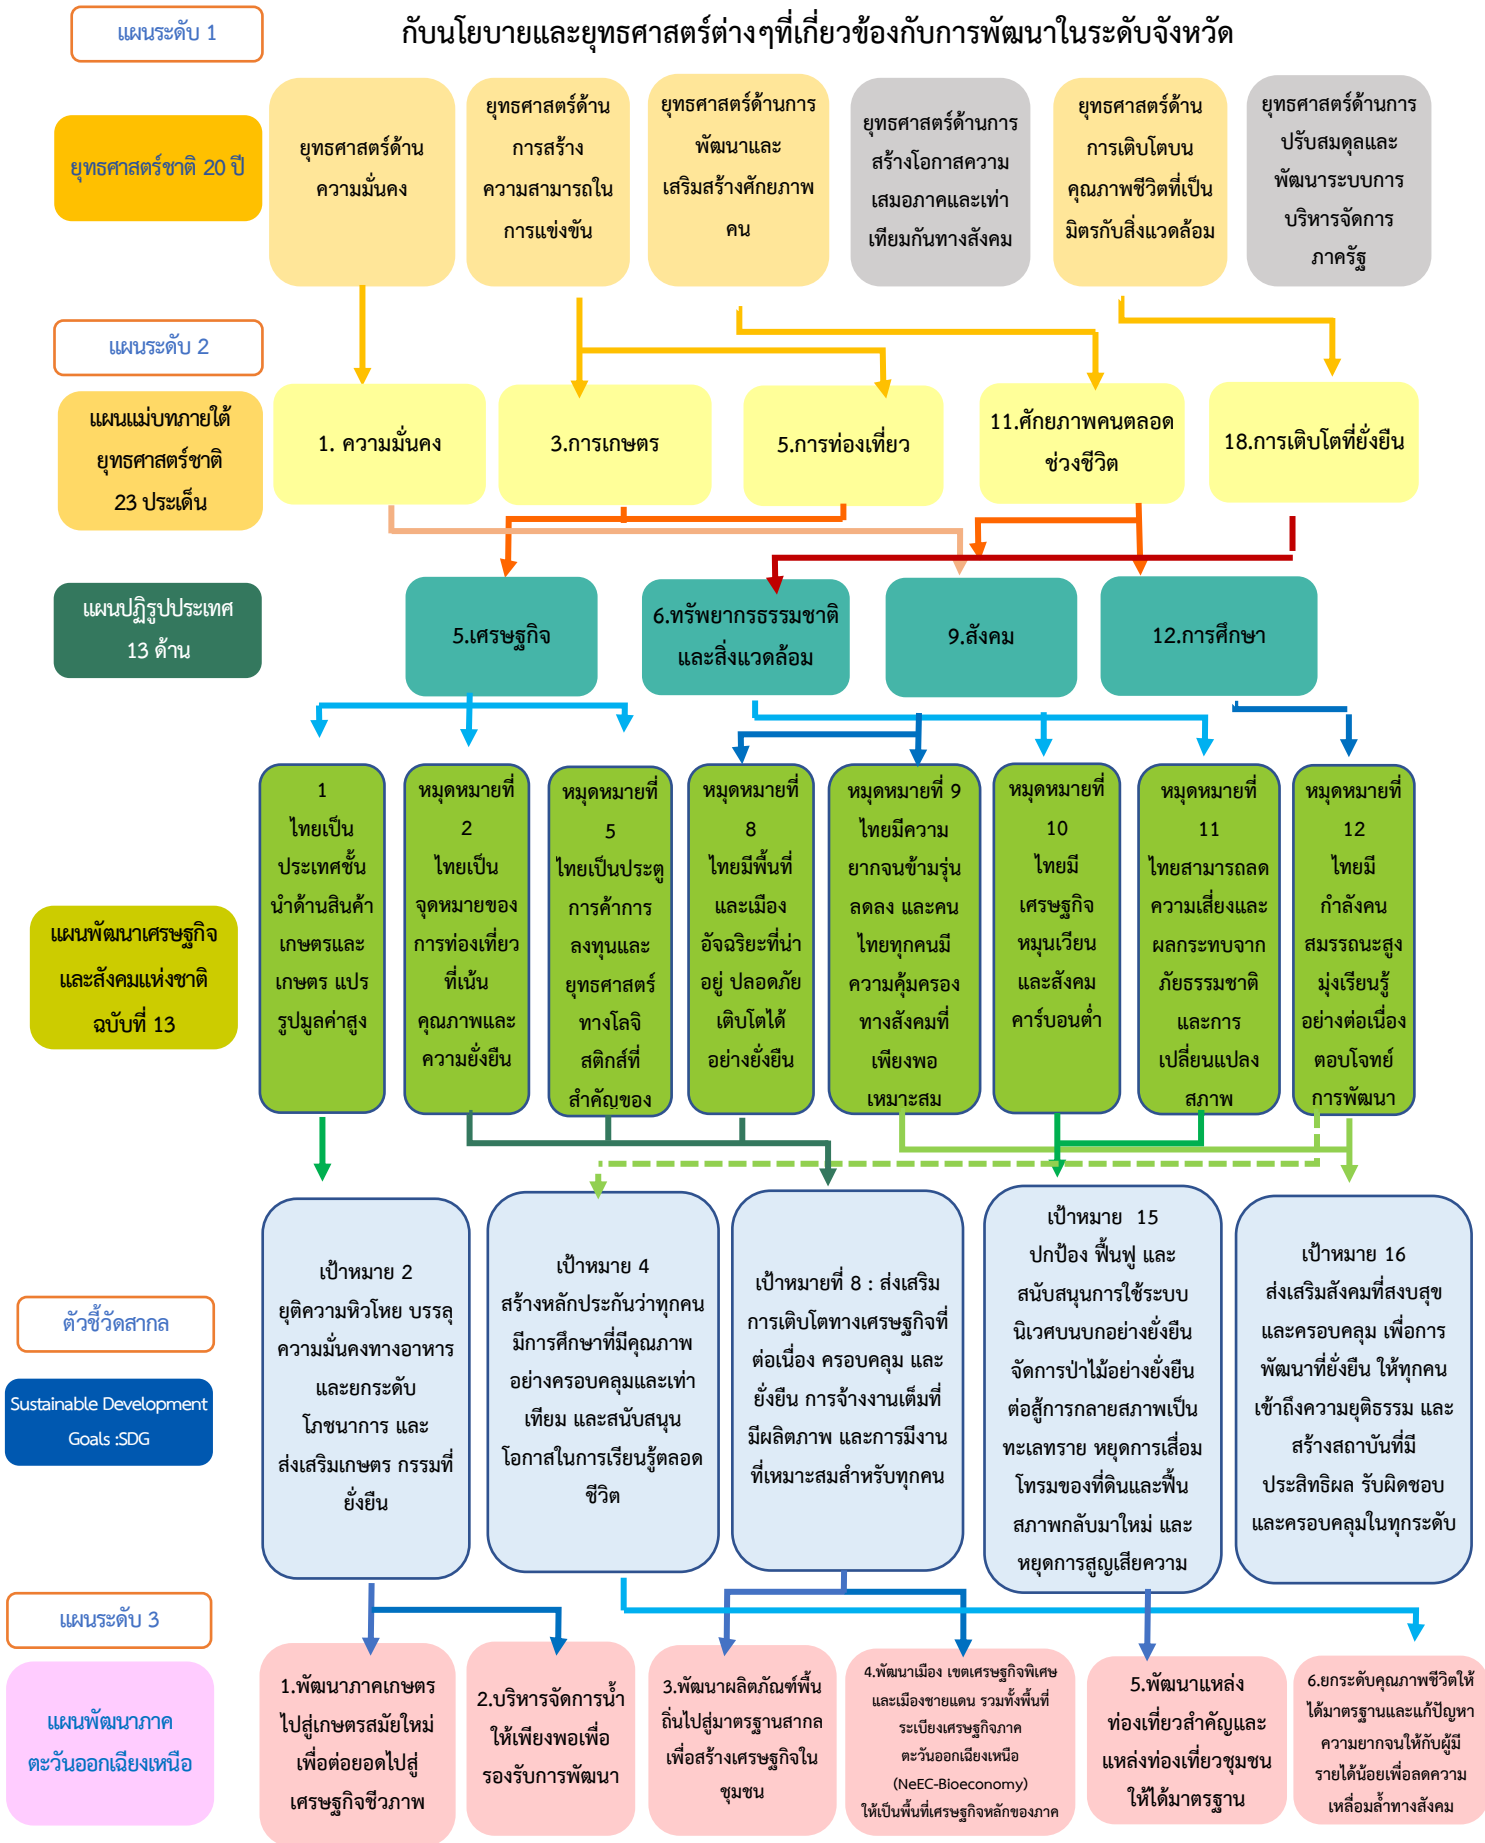 แผนระดับ 1
กับนโยบายและยุทธศาสตร์ต่างๆที่เกี่ยวข้องกับการพัฒนาในระดับจังหวัด
ยุทธศาสตร์ชาติ 20 ปี
ยุทธศาสตร์ด้าน
ความมั่นคง
ยุทธศาสตร์ด้าน
การสร้าง
ความสามารถใน
การแข่งขัน
ยุทธศาสตร์ด้านการ
พัฒนาและ
เสริมสร้างศักยภาพ
คน
ยุทธศาสตร์ด้านการ
สร้างโอกาสความ
เสมอภาคและเท่า
เทียมกันทางสังคม
ยุทธศาสตร์ด้าน
การเติบโตบน
คุณภาพชีวิตที่เป็น
มิตรกับสิ่งแวดล้อม
ยุทธศาสตร์ด้านการ
ปรับสมดุลและ
พัฒนาระบบการ
บริหารจัดการ
ภาครัฐ
แผนระดับ 2
แผนแม่บทภายใต้
ยุทธศาสตร์ชาติ
23 ประเด็น
1. ความมั่นคง
3.การเกษตร
5.การท่องเที่ยว
11.ศักยภาพคนตลอด
ช่วงชีวิต
18.การเติบโตที่ยั่งยืน
แผนปฏิรูปประเทศ
13 ด้าน
5.เศรษฐกิจ
6.ทรัพยากรธรรมชาติ
และสิ่งแวดล้อม
9.สังคม
12.การศึกษา
แผนพัฒนาเศรษฐกิจ
และสังคมแห่งชาติ
ฉบับที่ 13
1
ไทยเป็น
ประเทศชั้น
นำด้านสินค้า
เกษตรและ
เกษตร แปร
รูปมูลค่าสูง
หมุดหมายที่
2
ไทยเป็น
จุดหมายของ
การท่องเที่ยว
ที่เน้น
คุณภาพและ
ความยั่งยืน
หมุดหมายที่
5
ไทยเป็นประตู
การค้าการ
ลงทุนและ
ยุทธศาสตร์
ทางโลจิ
สติกส์ที่
สำคัญของ
หมุดหมายที่
8
ไทยมีพื้นที่
และเมือง
อัจฉริยะที่น่า
อยู่ ปลอดภัย
เติบโตได้
อย่างยั่งยืน
หมุดหมายที่ 9
ไทยมีความ
ยากจนข้ามรุ่น
ลดลง และคน
ไทยทุกคนมี
ความคุ้มครอง
ทางสังคมที่
เพียงพอ
เหมาะสม
หมุดหมายที่
10
ไทยมี
เศรษฐกิจ
หมุนเวียน
และสังคม
คาร์บอนต่ำ
หมุดหมายที่
11
ไทยสามารถลด
ความเสี่ยงและ
ผลกระทบจาก
ภัยธรรมชาติ
และการ
เปลี่ยนแปลง
สภาพ
หมุดหมายที่
12
ไทยมี
กำลังคน
สมรรถนะสูง
มุ่งเรียนรู้
อย่างต่อเนื่อง
ตอบโจทย์
การพัฒนา
ตัวชี้วัดสากล
Sustainable Development
Goals :SDG
เป้าหมาย 2
ยุติความหิวโหย บรรลุ
ความมั่นคงทางอาหาร
และยกระดับ
โภชนาการ และ
ส่งเสริมเกษตร กรรมที่
ยั่งยืน
เป้าหมาย 4
สร้างหลักประกันว่าทุกคน
มีการศึกษาที่มีคุณภาพ
อย่างครอบคลุมและเท่า
เทียม และสนับสนุน
โอกาสในการเรียนรู้ตลอด
ชีวิต
เป้าหมายที่ 8 : ส่งเสริม
การเติบโตทางเศรษฐกิจที่
ต่อเนื่อง ครอบคลุม และ
ยั่งยืน การจ้างงานเต็มที่
มีผลิตภาพ และการมีงาน
ที่เหมาะสมสำหรับทุกคน
เป้าหมาย 15
ปกป้อง ฟื้นฟู และ
สนับสนุนการใช้ระบบ
นิเวศบนบกอย่างยั่งยืน
จัดการป่าไม้อย่างยั่งยืน
ต่อสู้การกลายสภาพเป็น
ทะเลทราย หยุดการเสื่อม
โทรมของที่ดินและฟื้น
สภาพกลับมาใหม่ และ
หยุดการสูญเสียความ
เป้าหมาย 16
ส่งเสริมสังคมที่สงบสุข
และครอบคลุม เพื่อการ
พัฒนาที่ยั่งยืน ให้ทุกคน
เข้าถึงความยุติธรรม และ
สร้างสถาบันที่มี
ประสิทธิผล รับผิดชอบ
และครอบคลุมในทุกระดับ
แผนระดับ 3
แผนพัฒนาภาค
ตะวันออกเฉียงเหนือ
1.พัฒนาภาคเกษตร
ไปสู่เกษตรสมัยใหม่
เพื่อต่อยอดไปสู่
เศรษฐกิจชีวภาพ
2.บริหารจัดการน้ำ
ให้เพียงพอเพื่อ
รองรับการพัฒนา
3.พัฒนาผลิตภัณฑ์พื้น
ถิ่นไปสู่มาตรฐานสากล
เพื่อสร้างเศรษฐกิจใน
ชุมชน
4.พัฒนาเมือง เขตเศรษฐกิจพิเศษ
และเมืองชายแดน รวมทั้งพื้นที่
ระเบียงเศรษฐกิจภาค
ตะวันออกเฉียงเหนือ
(NeEC-Bioeconomy)
ให้เป็นพื้นที่เศรษฐกิจหลักของภาค
5.พัฒนาแหล่ง
ท่องเที่ยวสำคัญและ
แหล่งท่องเที่ยวชุมชน
ให้ได้มาตรฐาน
6.ยกระดับคุณภาพชีวิตให้
ได้มาตรฐานและแก้ปัญหา
ความยากจนให้กับผู้มี
รายได้น้อยเพื่อลดความ
เหลื่อมล้ำทางสังคม